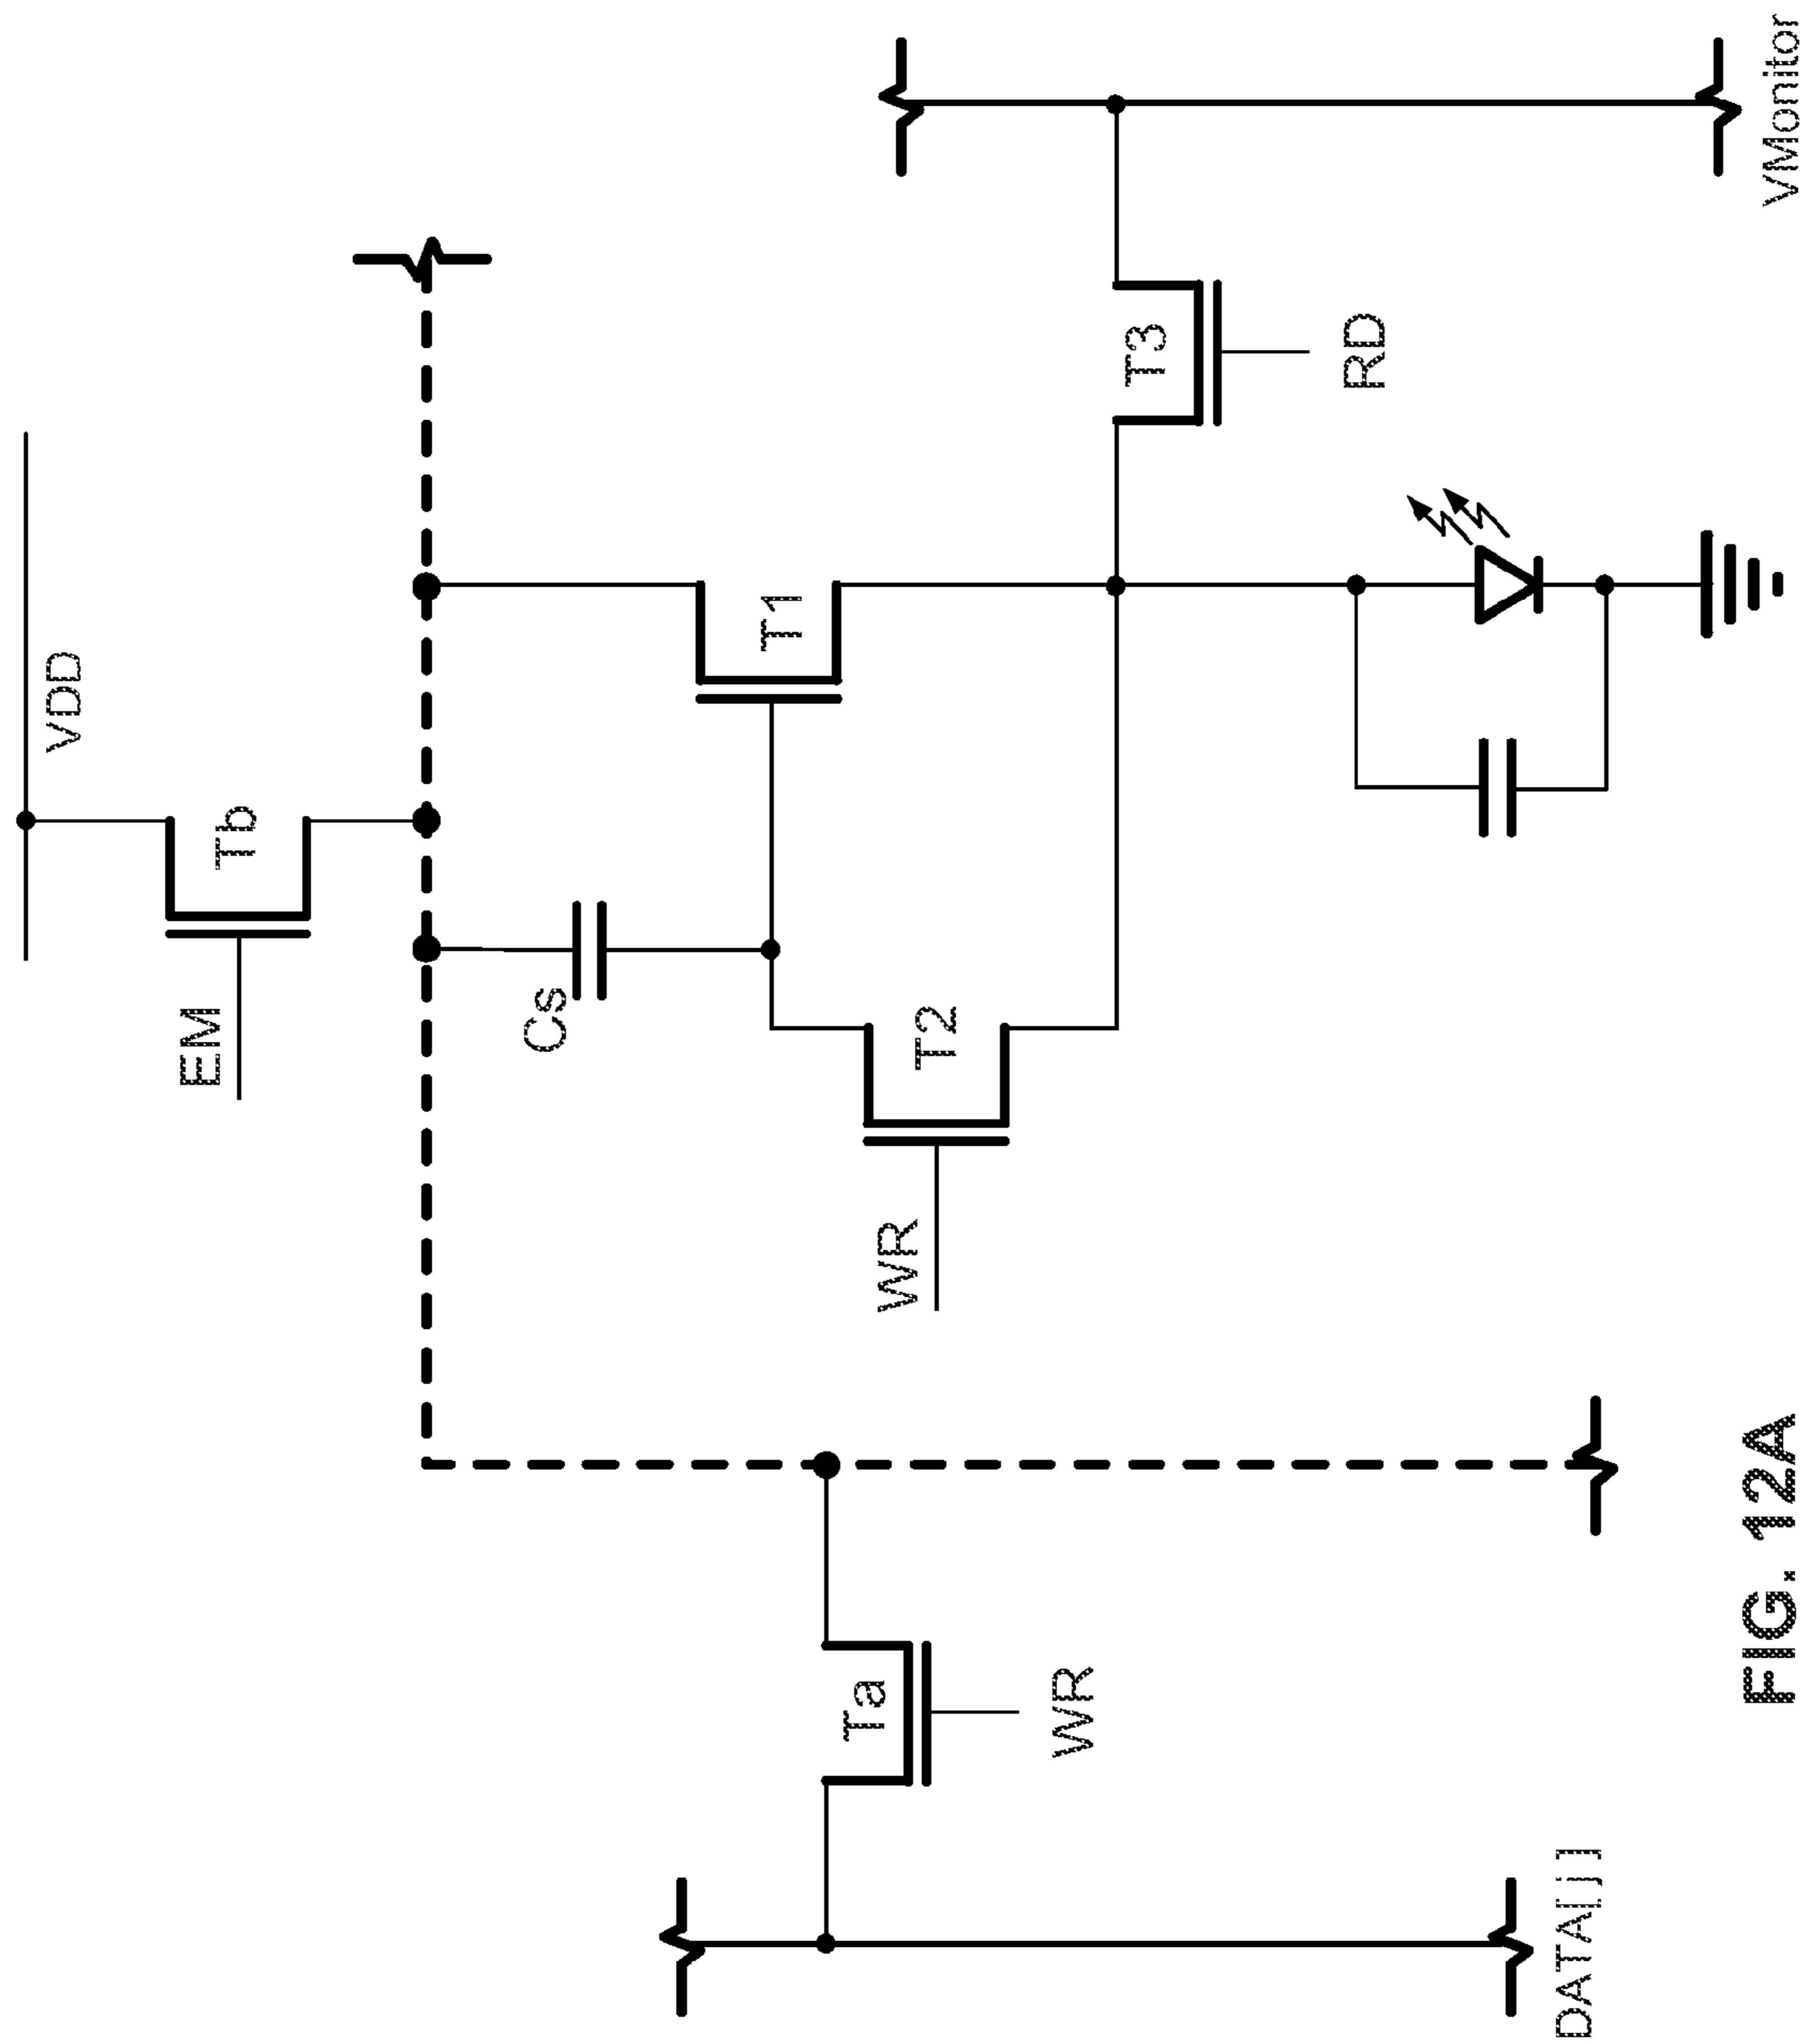 VDD
EM
Tb
Cs
T1
T2
WR
T3
RD
Ta
WR
DATA[j]
VMonitor
FIG. 12A